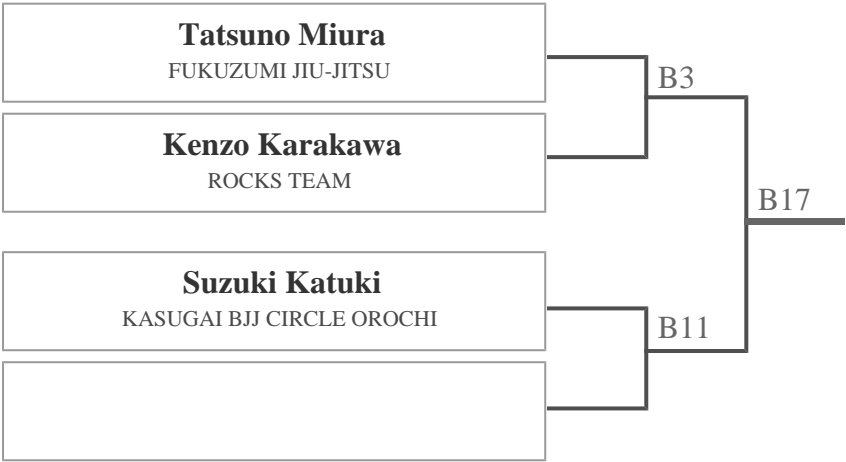 Tatsuno Miura
FUKUZUMI JIU-JITSU
B3
Kenzo Karakawa
ROCKS TEAM
B17
Suzuki Katuki
KASUGAI BJJ CIRCLE OROCHI
B11